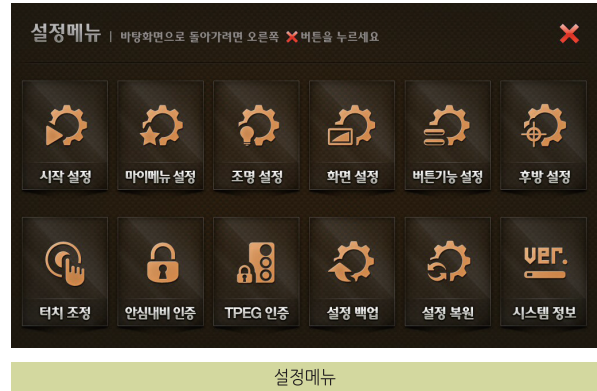 설정메뉴 | 바탕화면으로 돌아가려면 오른쪽 ❌ 버튼을 누르세요
시작 설정 마이메뉴 설정 조명 설정 화면 설정 버튼기능 설정 후방 설정
ver.
터치 조정 안심내비 인증 TPEG 인증 설정 백업 설정 복원 시스템 정보
설정메뉴